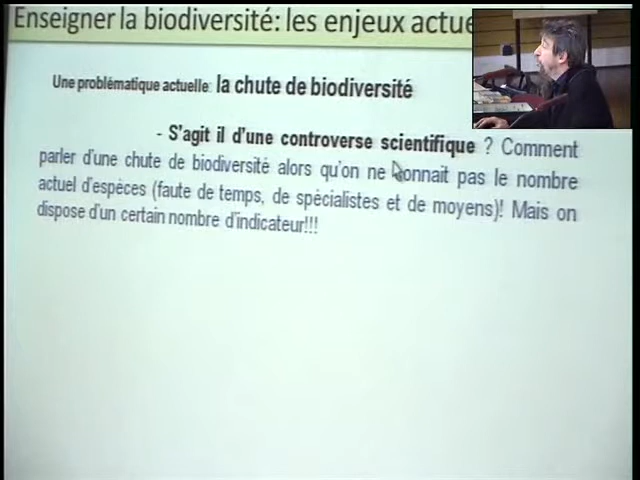 Enseigner la biodiversité: les enjeux actue
Une problématique actuelle: la chute de biodiversité
- S'agit il d'une controverse scientifique ? Comment
parler d'une chute de biodiversité alors qu'on ne connait pas le nombre
actuel d'espèces (faute de temps, de spécialistes et de moyens)! Mais on
dispose d'un certain nombre d'indicateur!!!